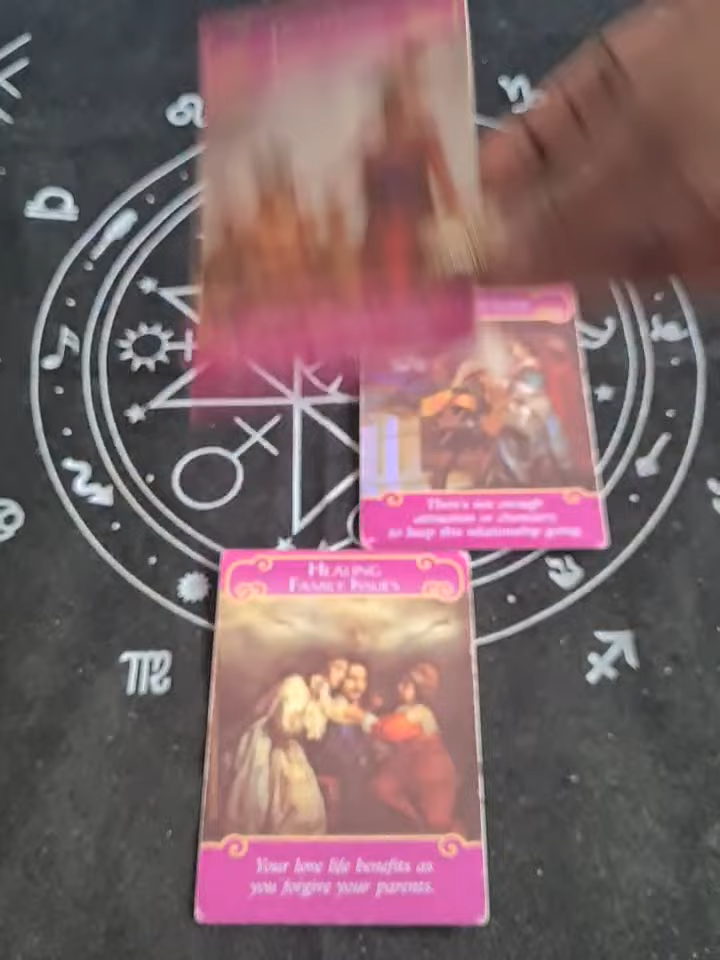 There's not enough
attraction or chemistry
to keep this relationship going.
HEALING
FAMILY ISSUES
Your love life benefits as
you forgive your parents.